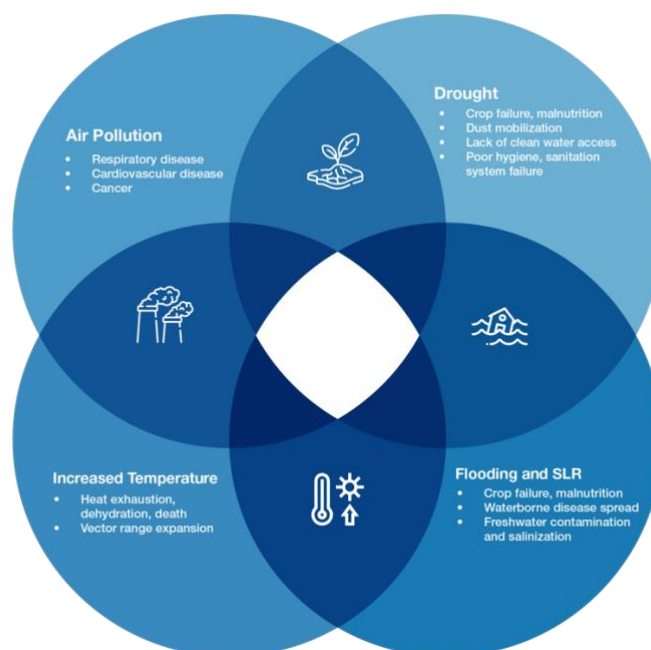 Air Pollution
• Respiratory disease
• Cardiovascular disease
• Cancer
Drought
• Crop failure, malnutrition
• Dust mobilization
• Lack of clean water access
• Poor hygiene, sanitation
system failure
Increased Temperature
• Heat exhaustion,
dehydration, death
• Vector range expansion
Flooding and SLR
• Crop failure, malnutrition
• Waterborne disease spread
• Freshwater contamination
and salinization